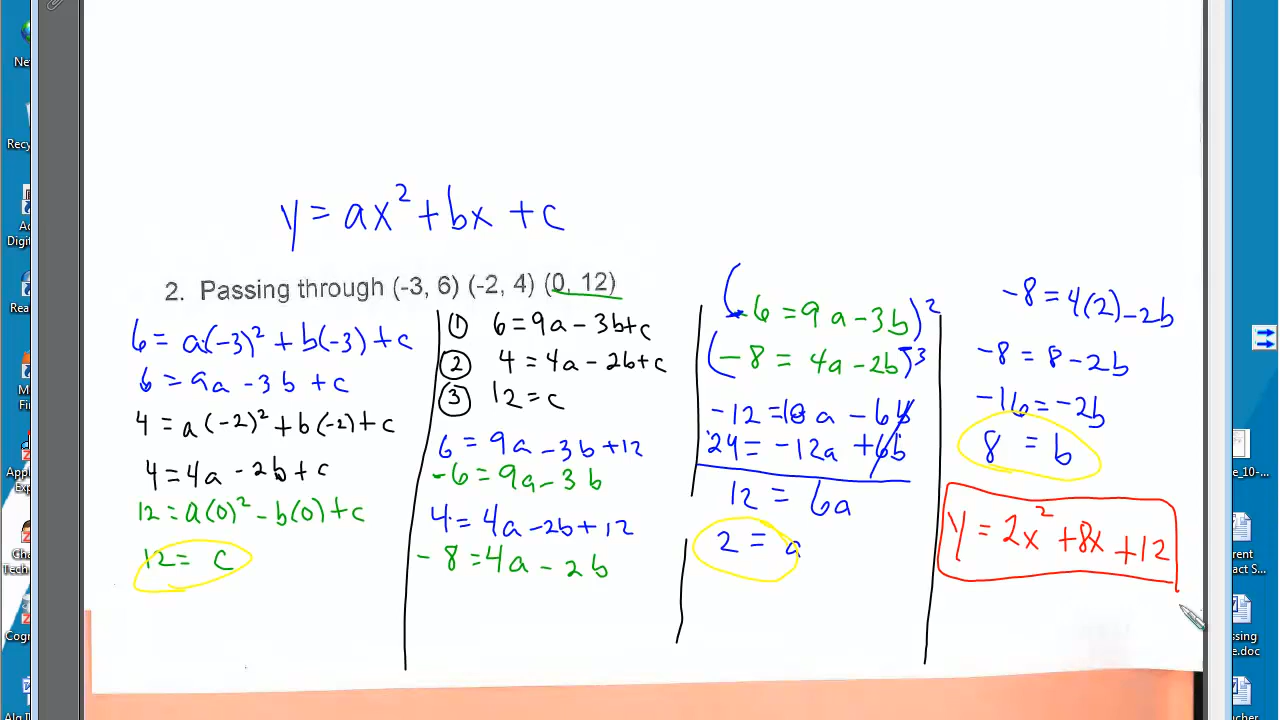 y = ax² + bx + c
2. Passing through (-3, 6) (-2, 4) (0, 12)
6 = a(-3)² + b(-3) + c
6 = 9a - 3b + c
4 = a(-2)² + b(-2) + c
4 = 4a - 2b + c
12 = a(0)² - b(0) + c
12 = c
① 6 = 9a - 3b + c
② 4 = 4a - 2b + c
③ 12 = c
6 = 9a - 3b + 12
-6 = 9a - 3b
4 = 4a - 2b + 12
-8 = 4a - 2b
(-6 = 9a - 3b)2
(-8 = 4a - 2b)-3
-12 = 18a - 6b
24 = -12a + 6b
12 = 6a
2 = a
-8 = 4(2) - 2b
-8 = 8 - 2b
-16 = -2b
8 = b
y = 2x² + 8x + 12